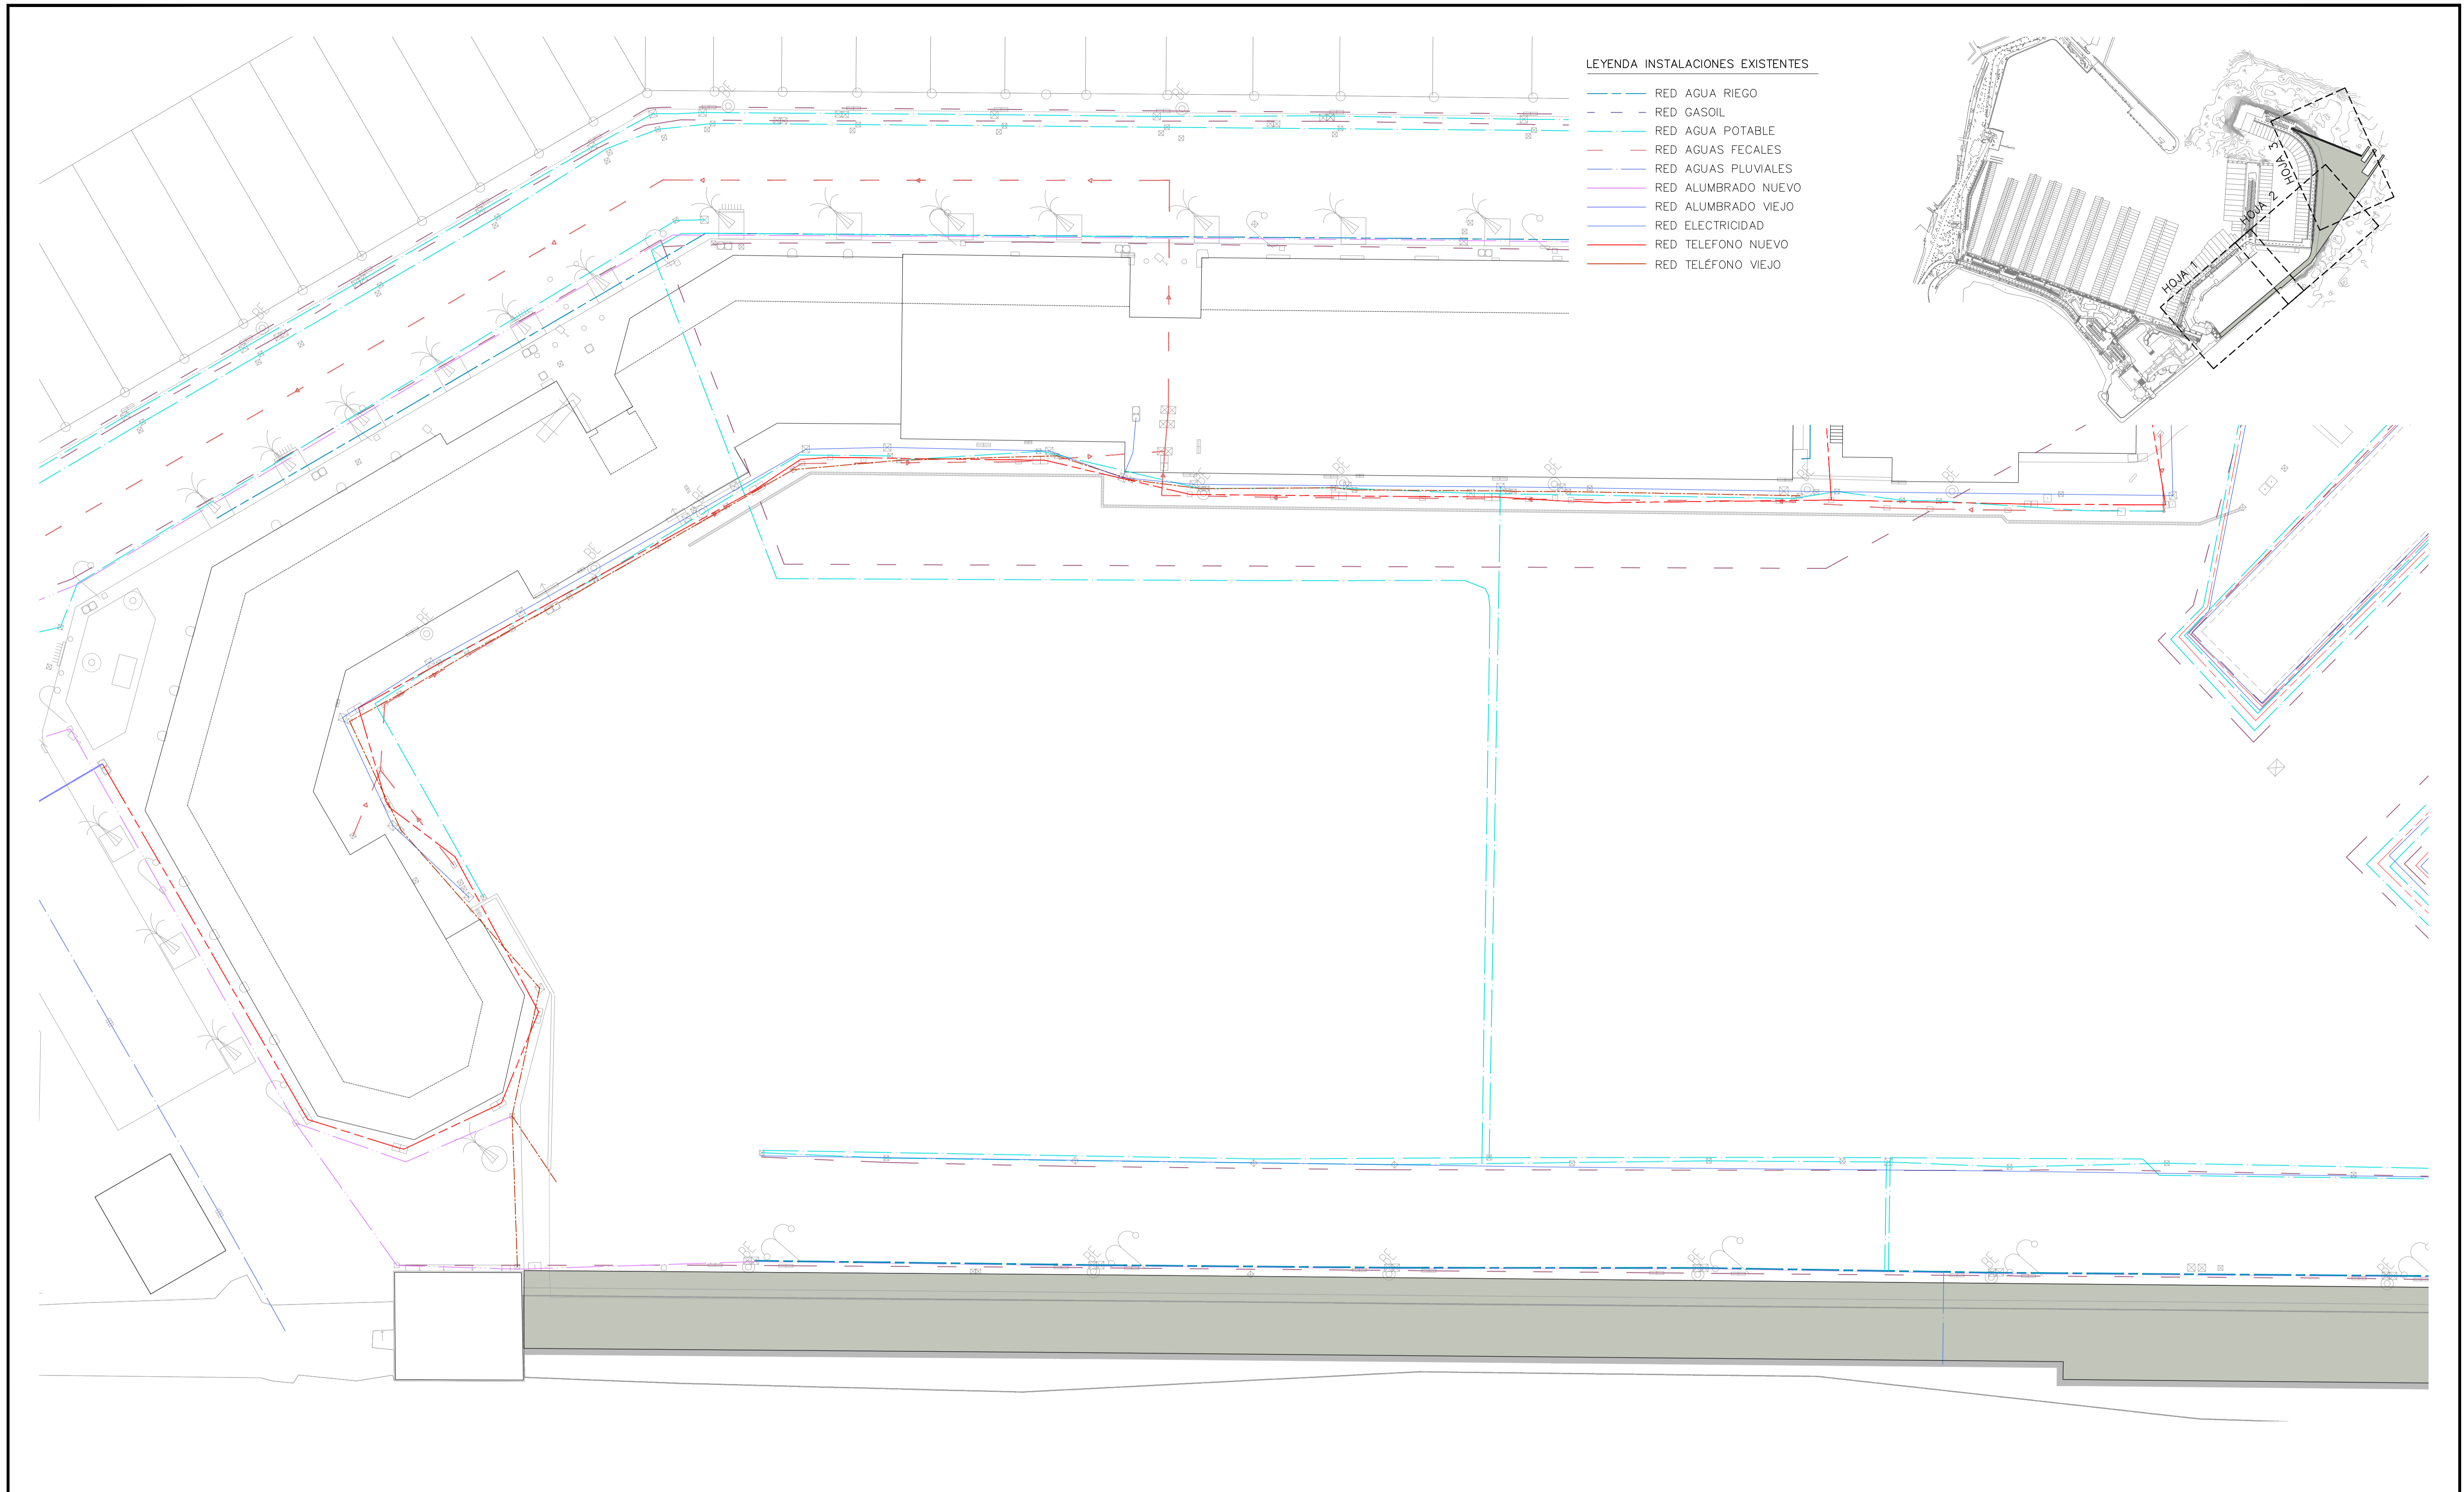 LEYENDA INSTALACIONES EXISTENTES
RED AGUA RIEGO
RED GASOIL
RED AGUA POTABLE
RED AGUAS FECALES
RED AGUAS PLUVIALES
RED ALUMBRADO NUEVO
RED ALUMBRADO VIEJO
RED ELECTRICIDAD
RED TELEFONO NUEVO
RED TELÉFONO VIEJO
HOJA 3
HOJA 2
HOJA 1